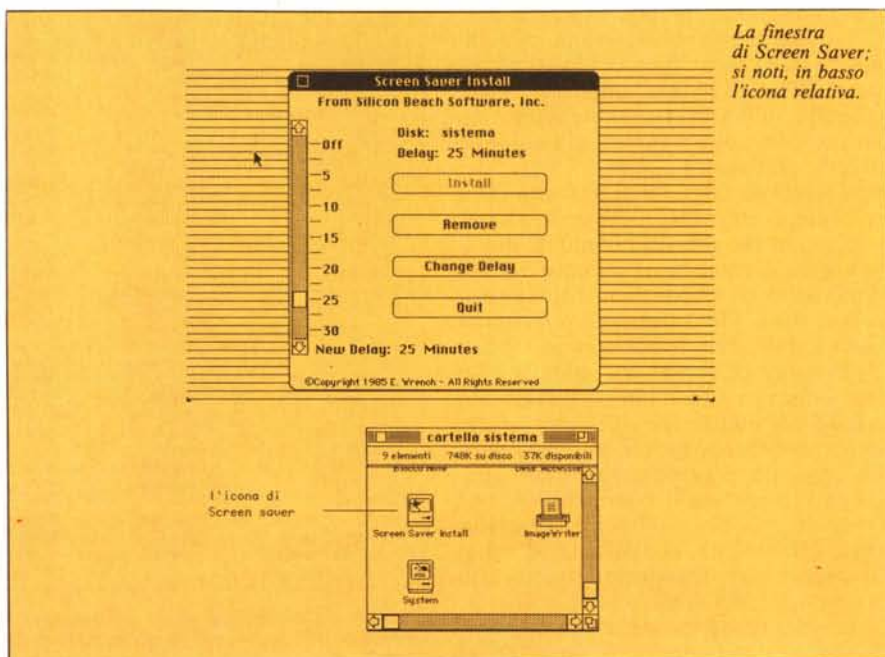 La finestra
di Screen Saver;
si noti, in basso
l'icona relativa.
Screen Saver Install
From Silicon Beach Software, Inc.
Disk: sistema
Delay: 25 Minutes
Off
5
10
15
20
25
30
Install
Remove
Change Delay
Quit
New Delay: 25 Minutes
©Copyright 1985 E. Wrench - All Rights Reserved
cartella sistema
9 elementi 748K su disco 37K disponibili
l'icona di
Screen saver
Screen Saver Install
ImageWriter
System